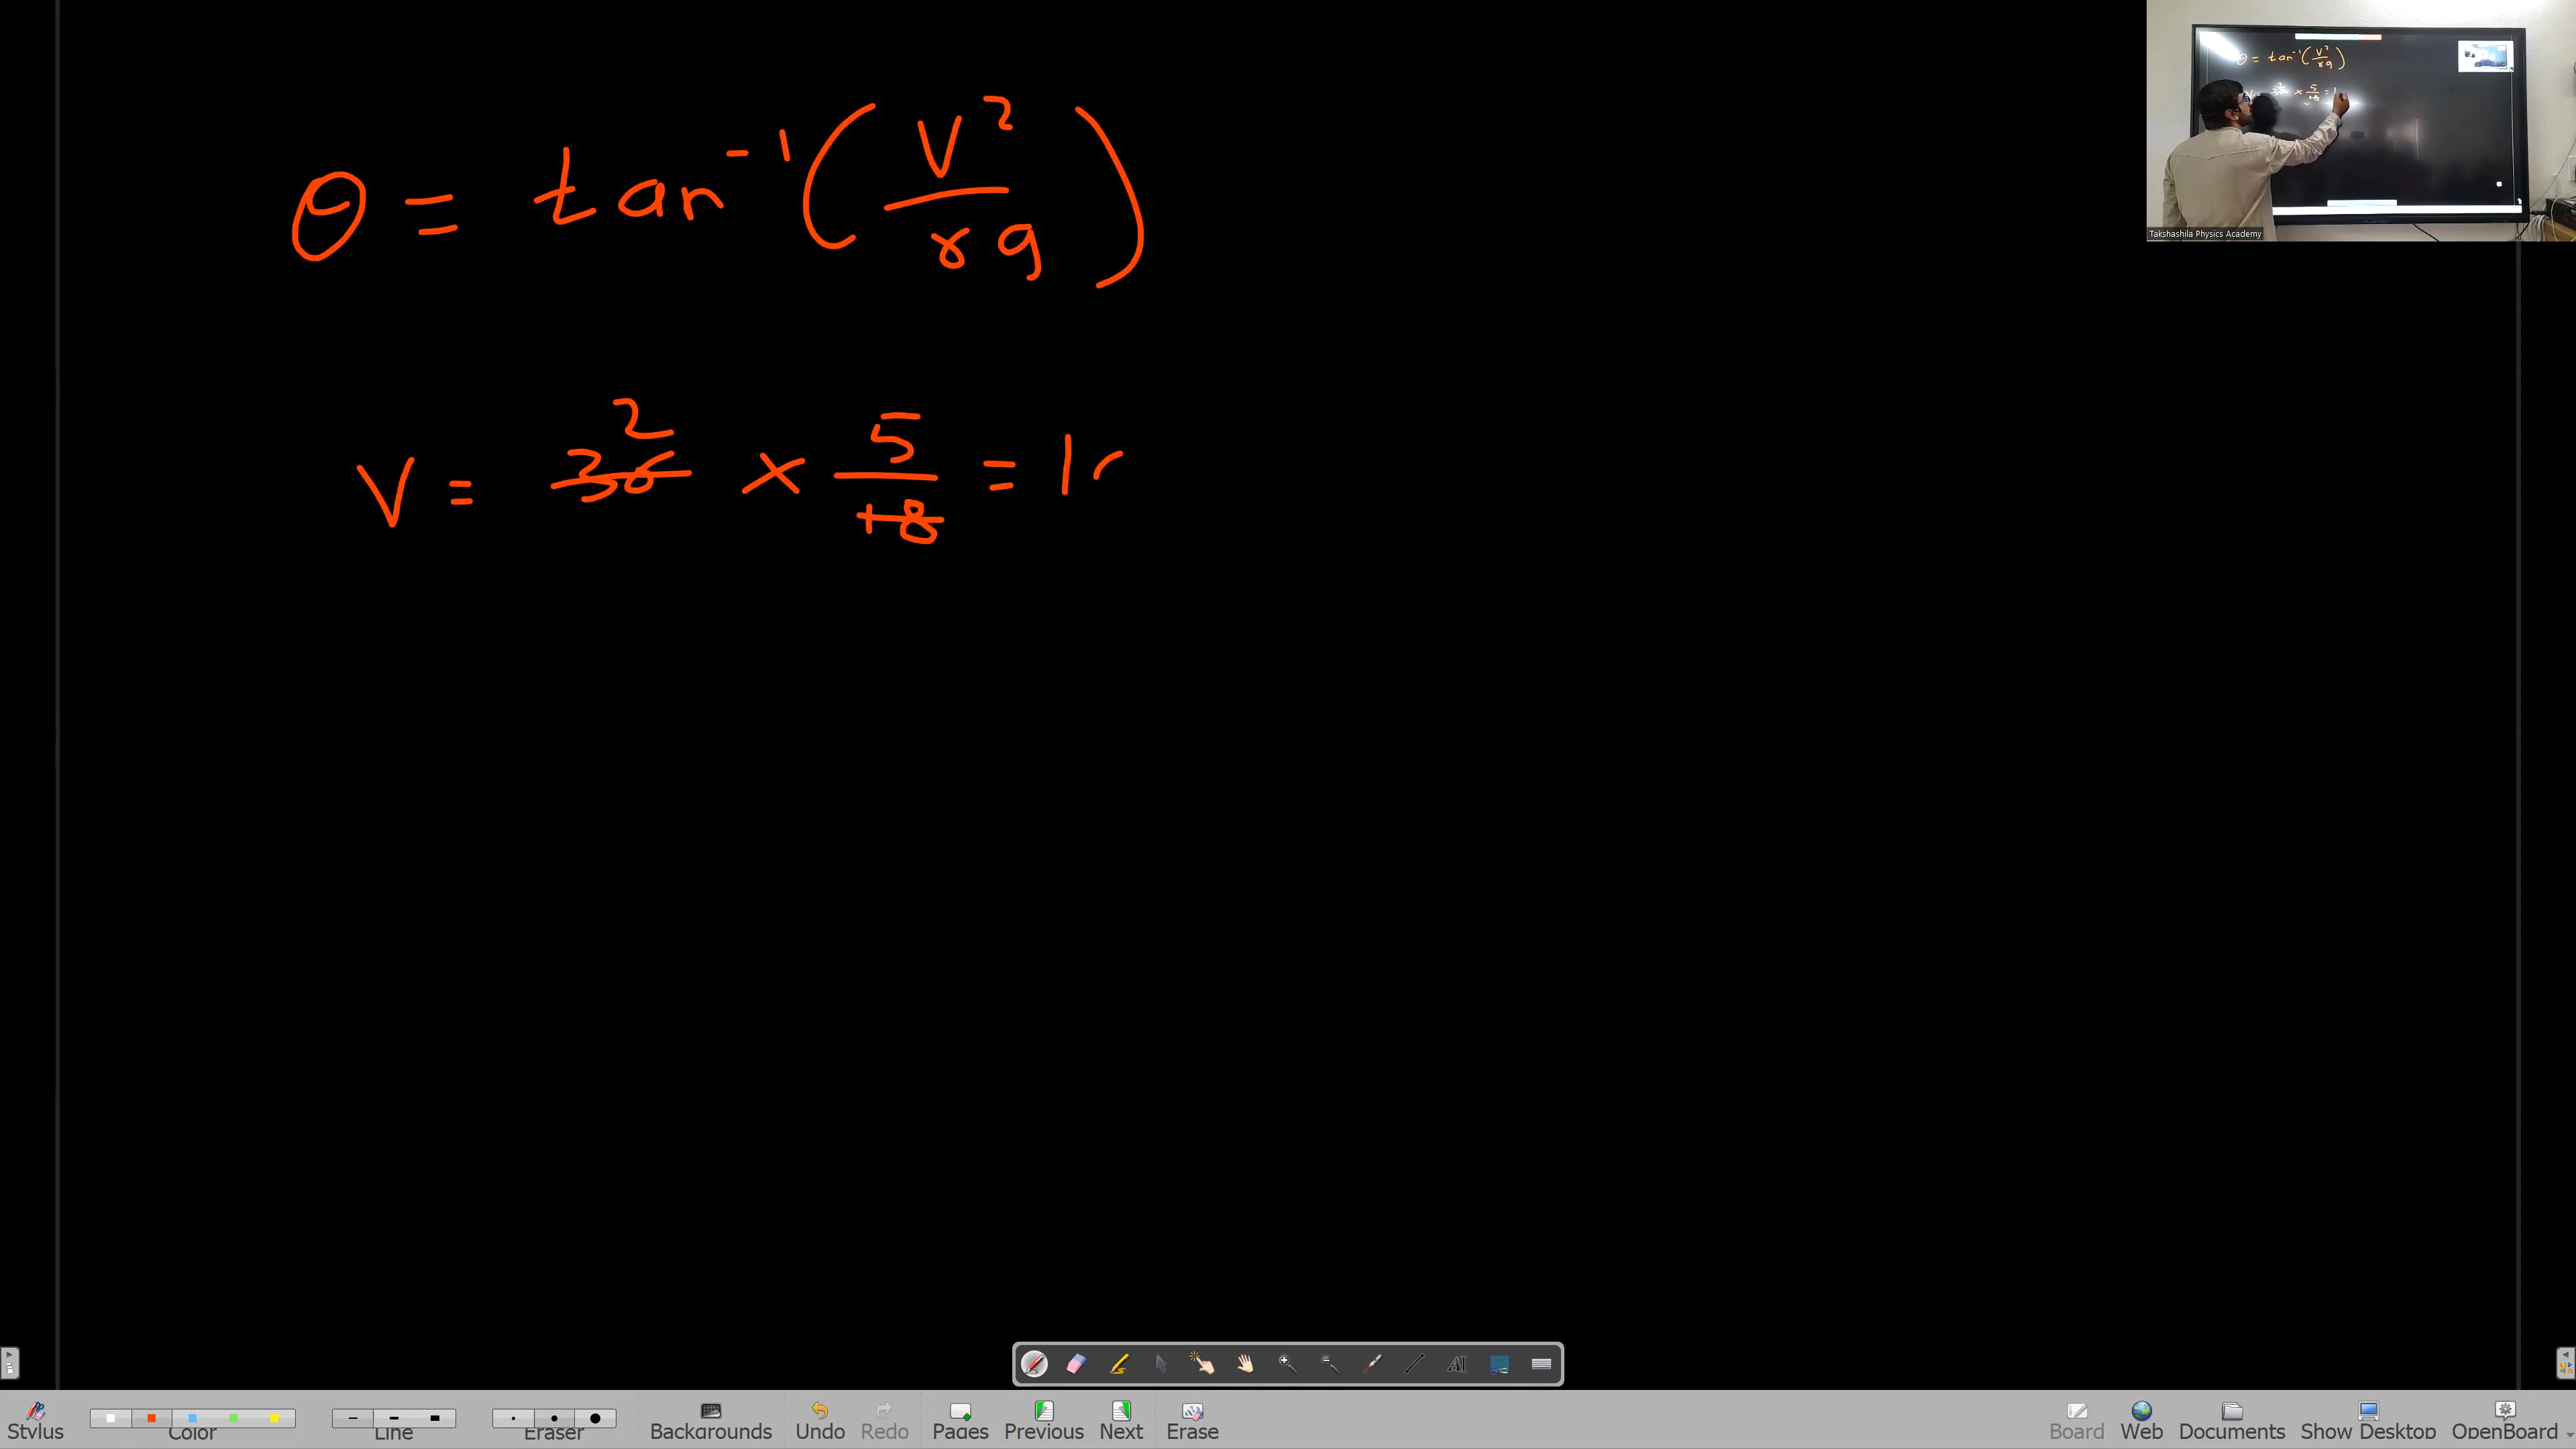 θ = tan⁻¹(V²/rg)
V = 36 2 × 5/18 = 1
Takshashila Physics Academy
Stylus Color Line Eraser Backgrounds Undo Redo Pages Previous Next Erase Board Web Documents Show Desktop OpenBoard